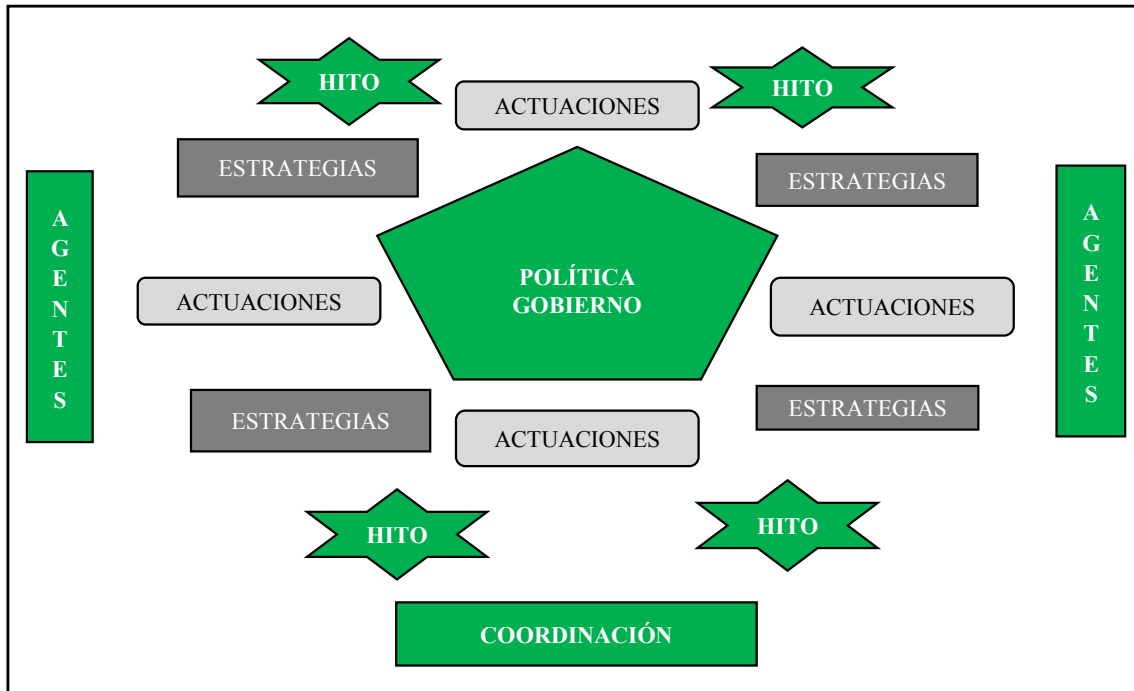 HITO
HITO
ACTUACIONES
ESTRATEGIAS
ESTRATEGIAS
AGENTES
AGENTES
POLÍTICA
GOBIERNO
ACTUACIONES
ACTUACIONES
ESTRATEGIAS
ESTRATEGIAS
ACTUACIONES
HITO
HITO
COORDINACIÓN